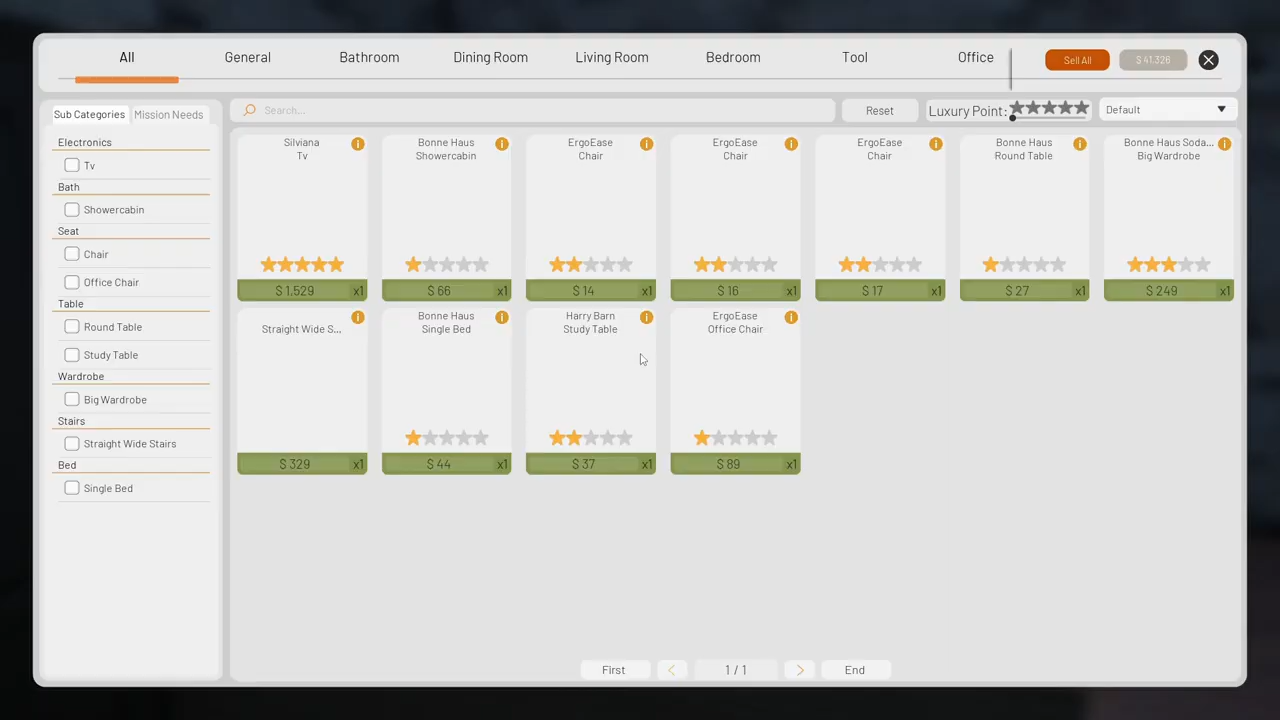 All General Bathroom Dining Room Living Room Bedroom Tool Office Sell All $ 41.326
Sub Categories Mission Needs
Search... Reset Luxury Point: Default
Electronics
Tv
Bath
Showercabin
Seat
Chair
Office Chair
Table
Round Table
Study Table
Wardrobe
Big Wardrobe
Stairs
Straight Wide Stairs
Bed
Single Bed
Silviana
Tv
$ 1.529 x1
Bonne Haus
Showercabin
$ 66 x1
ErgoEase
Chair
$ 14 x1
ErgoEase
Chair
$ 16 x1
ErgoEase
Chair
$ 17 x1
Bonne Haus
Round Table
$ 27 x1
Bonne Haus Soda...
Big Wardrobe
$ 249 x1
Straight Wide S...
$ 329 x1
Bonne Haus
Single Bed
$ 44 x1
Harry Barn
Study Table
$ 37 x1
ErgoEase
Office Chair
$ 89 x1
First < 1 / 1 > End